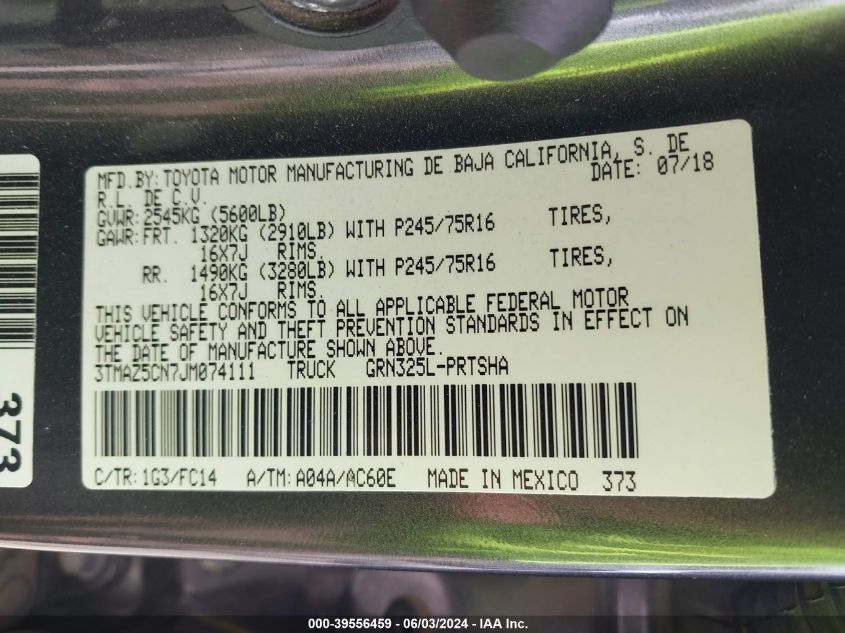 MFD. BY: TOYOTA MOTOR MANUFACTURING DE BAJA CALIFORNIA, S. DE
R.L. DE C.V. DATE: 07/18
GVWR: 2545KG (5600LB)
GAWR: FRT. 1320KG (2910LB) WITH P245/75R16 TIRES,
16X7J RIMS.
RR. 1490KG (3280LB) WITH P245/75R16 TIRES,
16X7J RIMS.
THIS VEHICLE CONFORMS TO ALL APPLICABLE FEDERAL MOTOR
VEHICLE SAFETY AND THEFT PREVENTION STANDARDS IN EFFECT ON
THE DATE OF MANUFACTURE SHOWN ABOVE.
3TMAZ5CN7JM074111 TRUCK GRN325L-PRTSHA
C/TR: 1G3/FC14 A/TM: A04A/AC60E MADE IN MEXICO 373
373
000-39556459 - 06/03/2024 - IAA Inc.